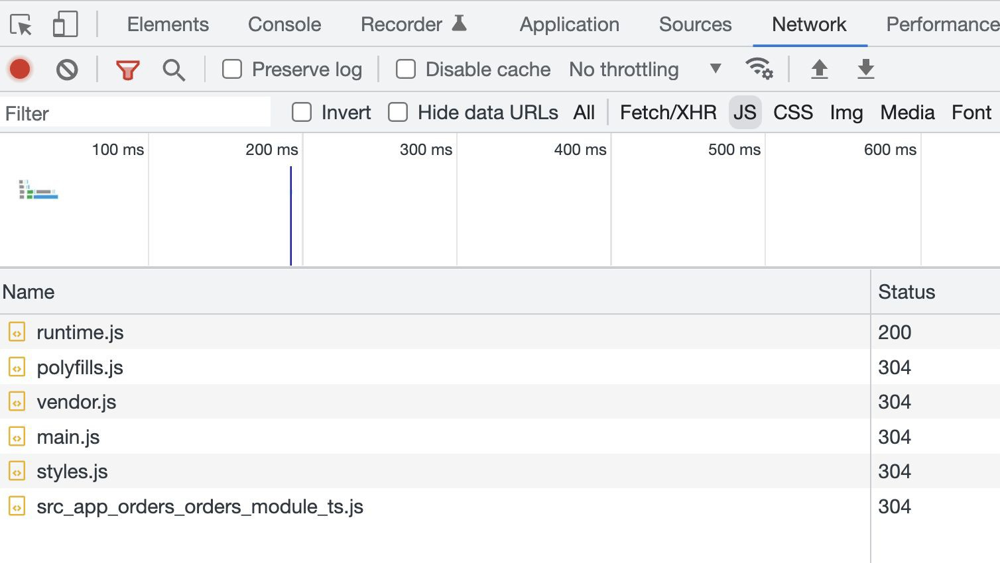 Elements Console Recorder Application Sources Network Performance
Preserve log Disable cache No throttling
Filter Invert Hide data URLs All Fetch/XHR JS CSS Img Media Font
100 ms 200 ms 300 ms 400 ms 500 ms 600 ms
Name Status
runtime.js 200
polyfills.js 304
vendor.js 304
main.js 304
styles.js 304
src_app_orders_orders_module_ts.js 304